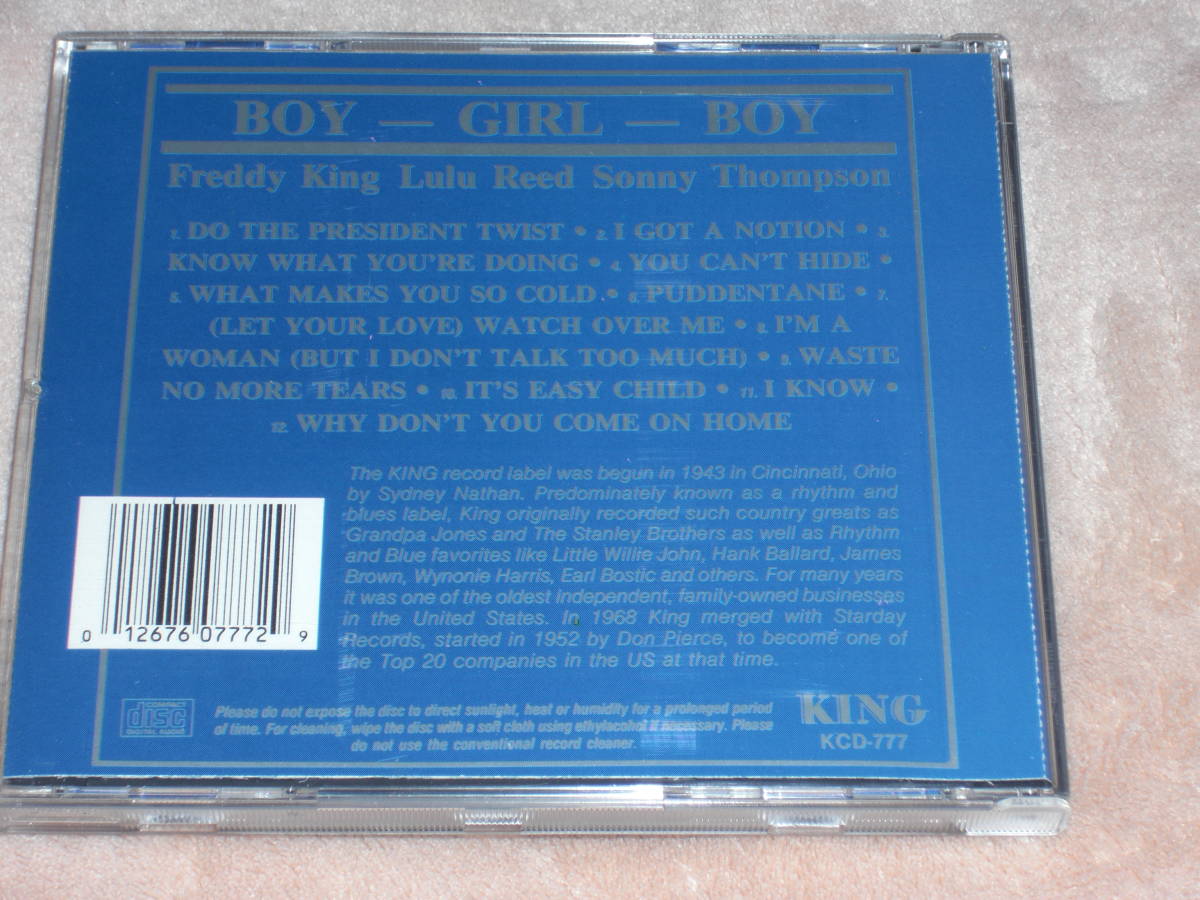 BOY — GIRL — BOY
Freddy King Lulu Reed Sonny Thompson
1. DO THE PRESIDENT TWIST • 2. I GOT A NOTION • 3.
KNOW WHAT YOU'RE DOING • 4. YOU CAN'T HIDE •
5. WHAT MAKES YOU SO COLD • 6. PUDDENTANE • 7.
(LET YOUR LOVE) WATCH OVER ME • 8. I'M A
WOMAN (BUT I DON'T TALK TOO MUCH) • 9. WASTE
NO MORE TEARS • 10. IT'S EASY CHILD • 11. I KNOW •
12. WHY DON'T YOU COME ON HOME
The KING record label was begun in 1943 in Cincinnati, Ohio
by Sydney Nathan. Predominately known as a rhythm and
blues label, King originally recorded such country greats as
Grandpa Jones and The Stanley Brothers as well as Rhythm
and Blue favorites like Little Willie John, Hank Ballard, James
Brown, Wynonie Harris, Earl Bostic and others. For many years
it was one of the oldest independent, family-owned businesses
in the United States. In 1968 King merged with Starday
Records, started in 1952 by Don Pierce, to become one of
the Top 20 companies in the US at that time.
0 12676 07772 9
COMPACT
disc
DIGITAL AUDIO
Please do not expose the disc to direct sunlight, heat or humidity for a prolonged period
of time. For cleaning, wipe the disc with a soft cloth using ethylacohol if necessary. Please
do not use the conventional record cleaner.
KING
KCD-777